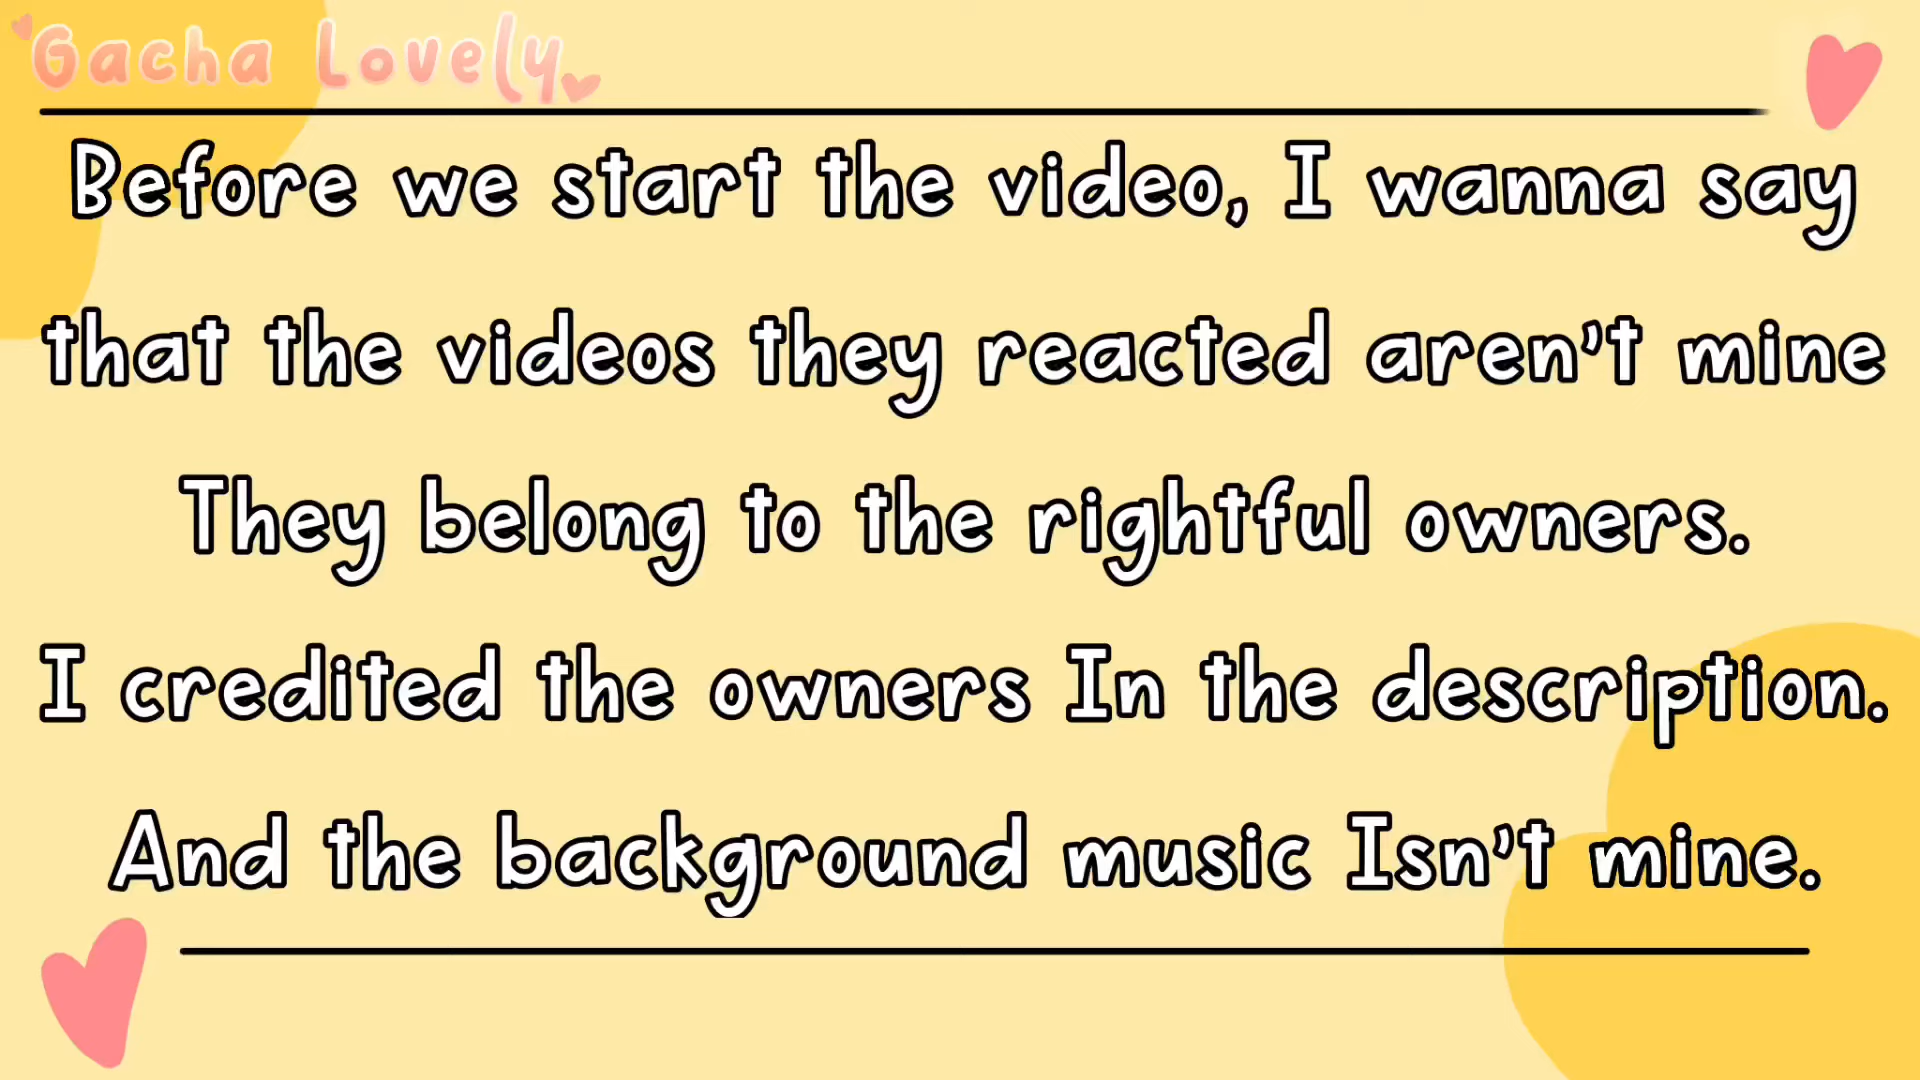 Gacha Lovely
Before we start the video, I wanna say
that the videos they reacted aren't mine
They belong to the rightful owners.
I credited the owners In the description.
And the background music Isn't mine.